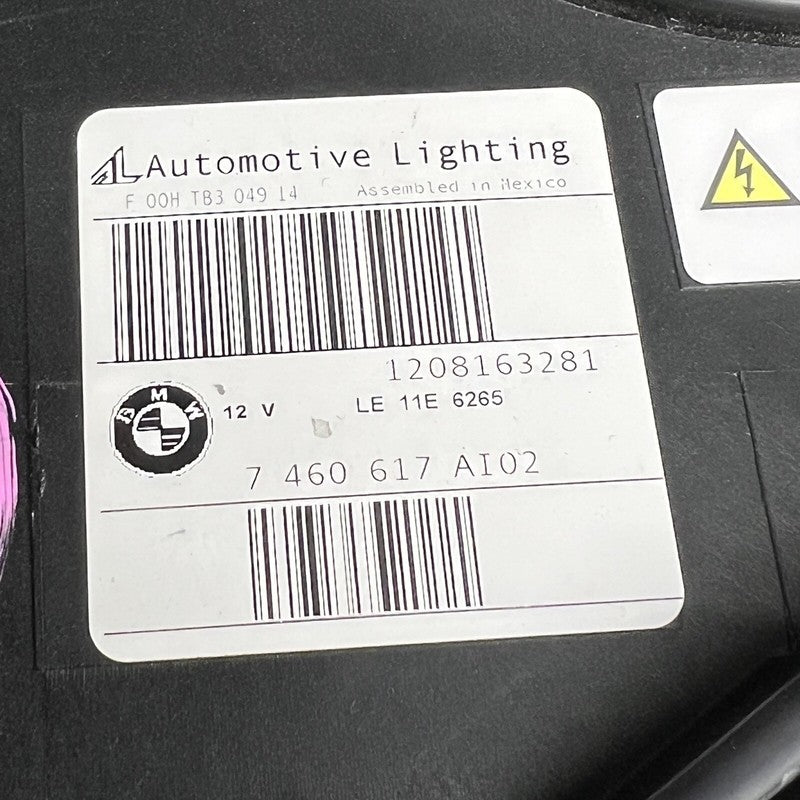 AL Automotive Lighting
F 00H TB3 049 14 Assembled in Mexico
1208163281
BMW 12 V LE 11E 6265
7 460 617 AI02